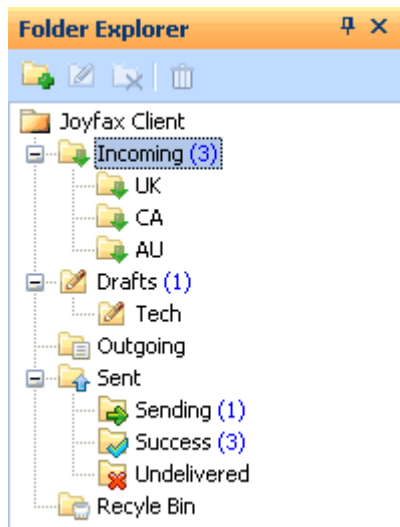 Folder Explorer
Joyfax Client
Incoming (3)
UK
CA
AU
Drafts (1)
Tech
Outgoing
Sent
Sending (1)
Success (3)
Undelivered
Recyle Bin